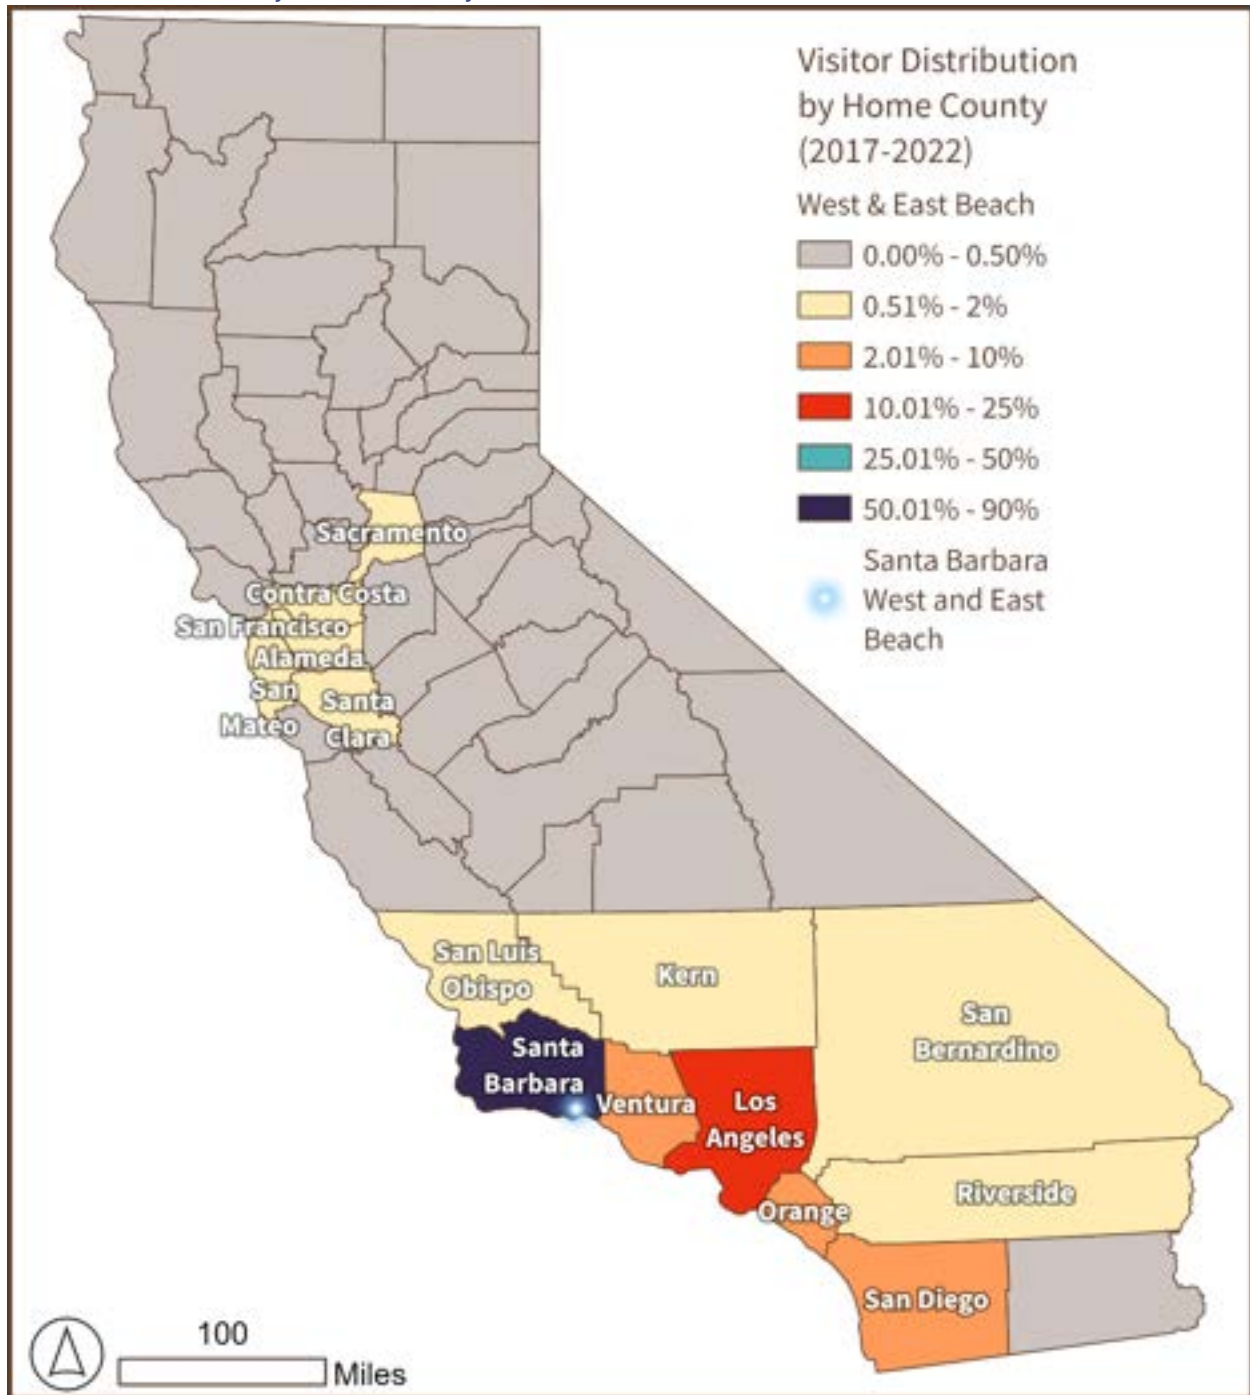 Visitor Distribution
by Home County
(2017-2022)
West & East Beach
0.00% - 0.50%
0.51% - 2%
2.01% - 10%
10.01% - 25%
25.01% - 50%
50.01% - 90%
Santa Barbara
West and East
Beach
Sacramento
Contra Costa
San Francisco
Alameda
San
Mateo
Santa
Clara
San Luis
Obispo
Kern
San
Bernardino
Santa
Barbara
Ventura
Los
Angeles
Riverside
Orange
San Diego
100
Miles